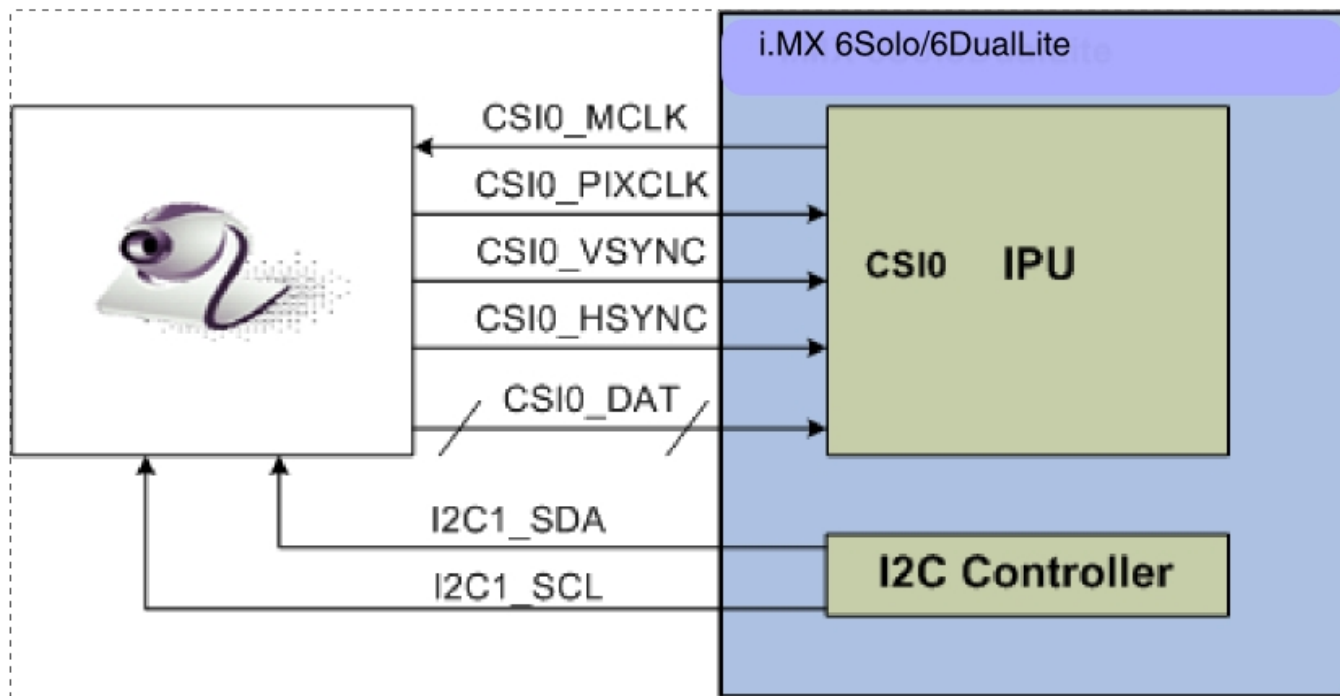 i.MX 6Solo/6DualLite
CSI0_MCLK
CSI0_PIXCLK
CSI0_VSYNC
CSI0 IPU
CSI0_HSYNC
CSI0_DAT
I2C1_SDA
I2C Controller
I2C1_SCL